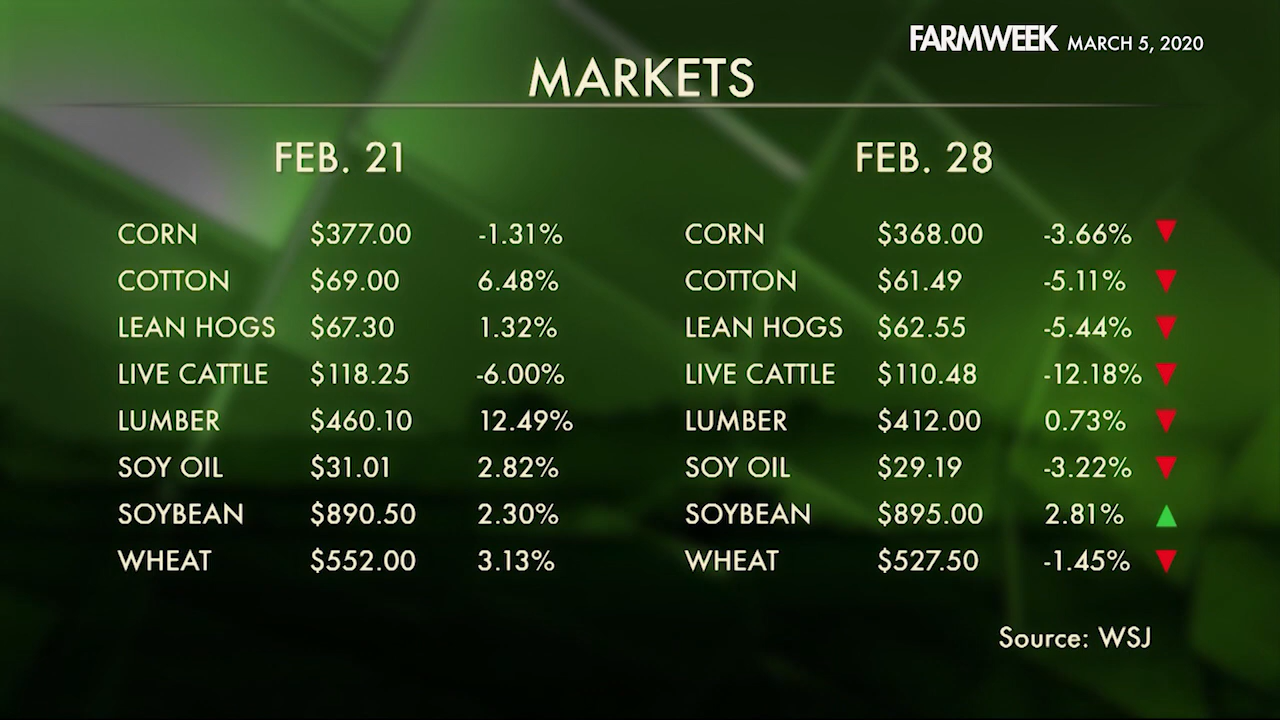 FARMWEEK MARCH 5, 2020
MARKETS
FEB. 21
CORN $377.00 -1.31%
COTTON $69.00 6.48%
LEAN HOGS $67.30 1.32%
LIVE CATTLE $118.25 -6.00%
LUMBER $460.10 12.49%
SOY OIL $31.01 2.82%
SOYBEAN $890.50 2.30%
WHEAT $552.00 3.13%
FEB. 28
CORN $368.00 -3.66%
COTTON $61.49 -5.11%
LEAN HOGS $62.55 -5.44%
LIVE CATTLE $110.48 -12.18%
LUMBER $412.00 0.73%
SOY OIL $29.19 -3.22%
SOYBEAN $895.00 2.81%
WHEAT $527.50 -1.45%
Source: WSJ